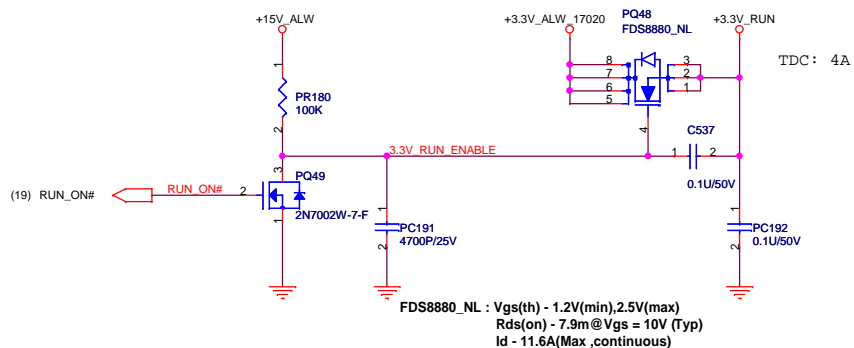 +15V_ALW
+3.3V_ALW_17020
PQ48
FDS8880_NL
+3.3V_RUN
TDC: 4A
1
PR180
100K
2
8
7
6
5
3
2
1
4
C537
1
2
0.1U/50V
3.3V_RUN_ENABLE
3
PQ49
(19) RUN_ON#
RUN_ON#
2
2N7002W-7-F
1
1
PC191
4700P/25V
2
1
PC192
0.1U/50V
2
FDS8880_NL : Vgs(th) - 1.2V(min),2.5V(max)
Rds(on) - 7.9m@Vgs = 10V (Typ)
Id - 11.6A(Max ,continuous)